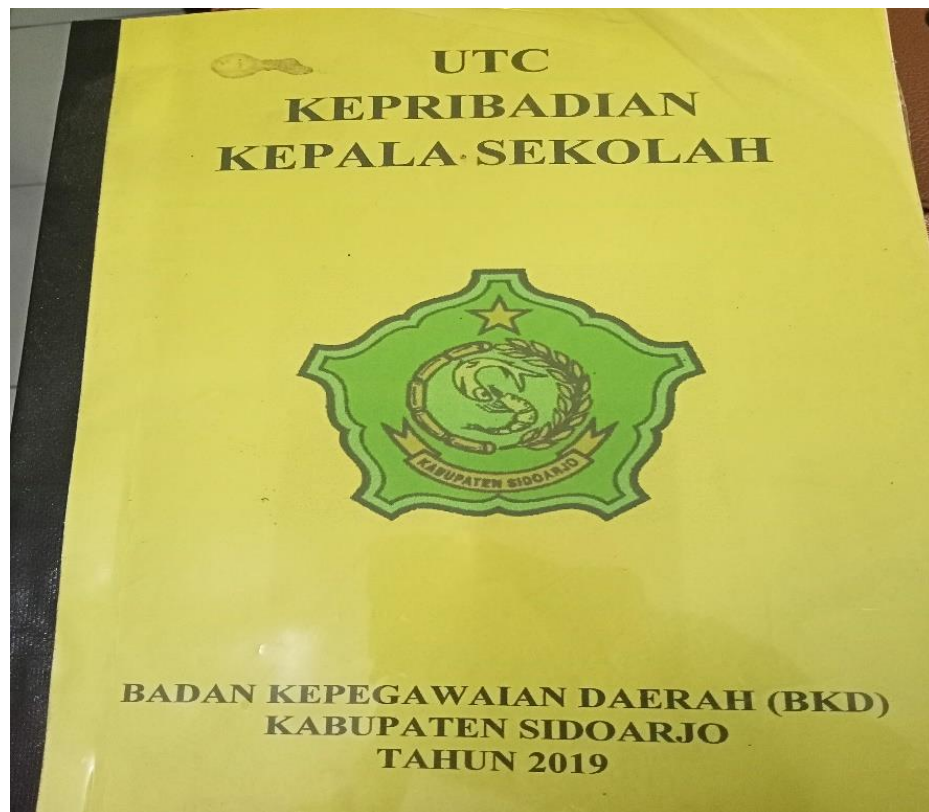 UTC
KEPRIBADIAN
KEPALA SEKOLAH
KABUPATEN SIDOARJO
BADAN KEPEGAWAIAN DAERAH (BKD)
KABUPATEN SIDOARJO
TAHUN 2019